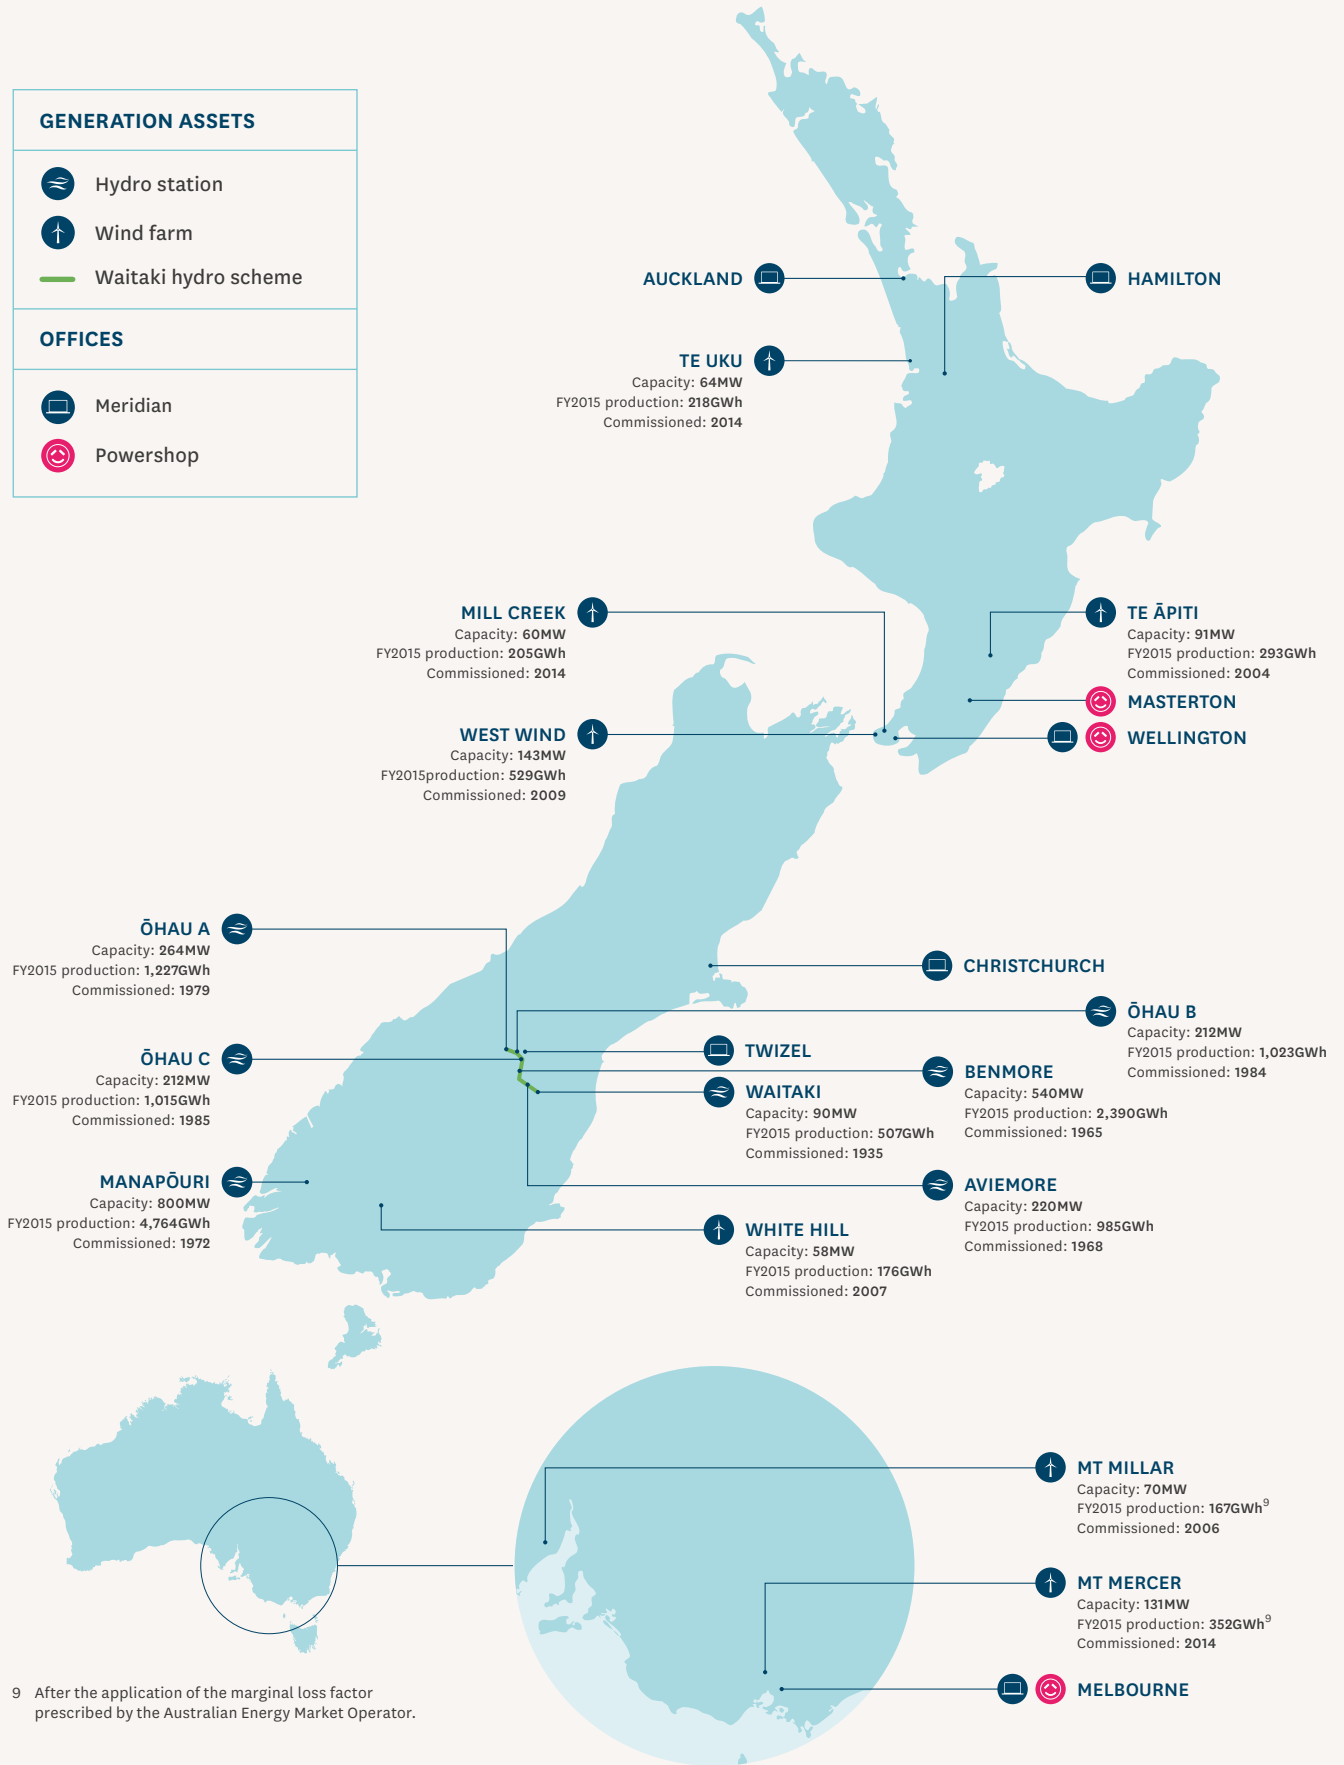 GENERATION ASSETS
Hydro station
Wind farm
Waitaki hydro scheme
OFFICES
Meridian
Powershop
AUCKLAND
HAMILTON
TE UKU
Capacity: 64MW
FY2015 production: 218GWh
Commissioned: 2014
MILL CREEK
Capacity: 60MW
FY2015 production: 205GWh
Commissioned: 2014
TE ĀPITI
Capacity: 91MW
FY2015 production: 293GWh
Commissioned: 2004
MASTERTON
WELLINGTON
WEST WIND
Capacity: 143MW
FY2015production: 529GWh
Commissioned: 2009
ŌHAU A
Capacity: 264MW
FY2015 production: 1,227GWh
Commissioned: 1979
CHRISTCHURCH
ŌHAU B
Capacity: 212MW
FY2015 production: 1,023GWh
Commissioned: 1984
ŌHAU C
Capacity: 212MW
FY2015 production: 1,015GWh
Commissioned: 1985
TWIZEL
BENMORE
Capacity: 540MW
FY2015 production: 2,390GWh
Commissioned: 1965
WAITAKI
Capacity: 90MW
FY2015 production: 507GWh
Commissioned: 1935
MANAPŌURI
Capacity: 800MW
FY2015 production: 4,764GWh
Commissioned: 1972
AVIEMORE
Capacity: 220MW
FY2015 production: 985GWh
Commissioned: 1968
WHITE HILL
Capacity: 58MW
FY2015 production: 176GWh
Commissioned: 2007
MT MILLAR
Capacity: 70MW
FY2015 production: 167GWh9
Commissioned: 2006
MT MERCER
Capacity: 131MW
FY2015 production: 352GWh9
Commissioned: 2014
MELBOURNE
9 After the application of the marginal loss factor
prescribed by the Australian Energy Market Operator.